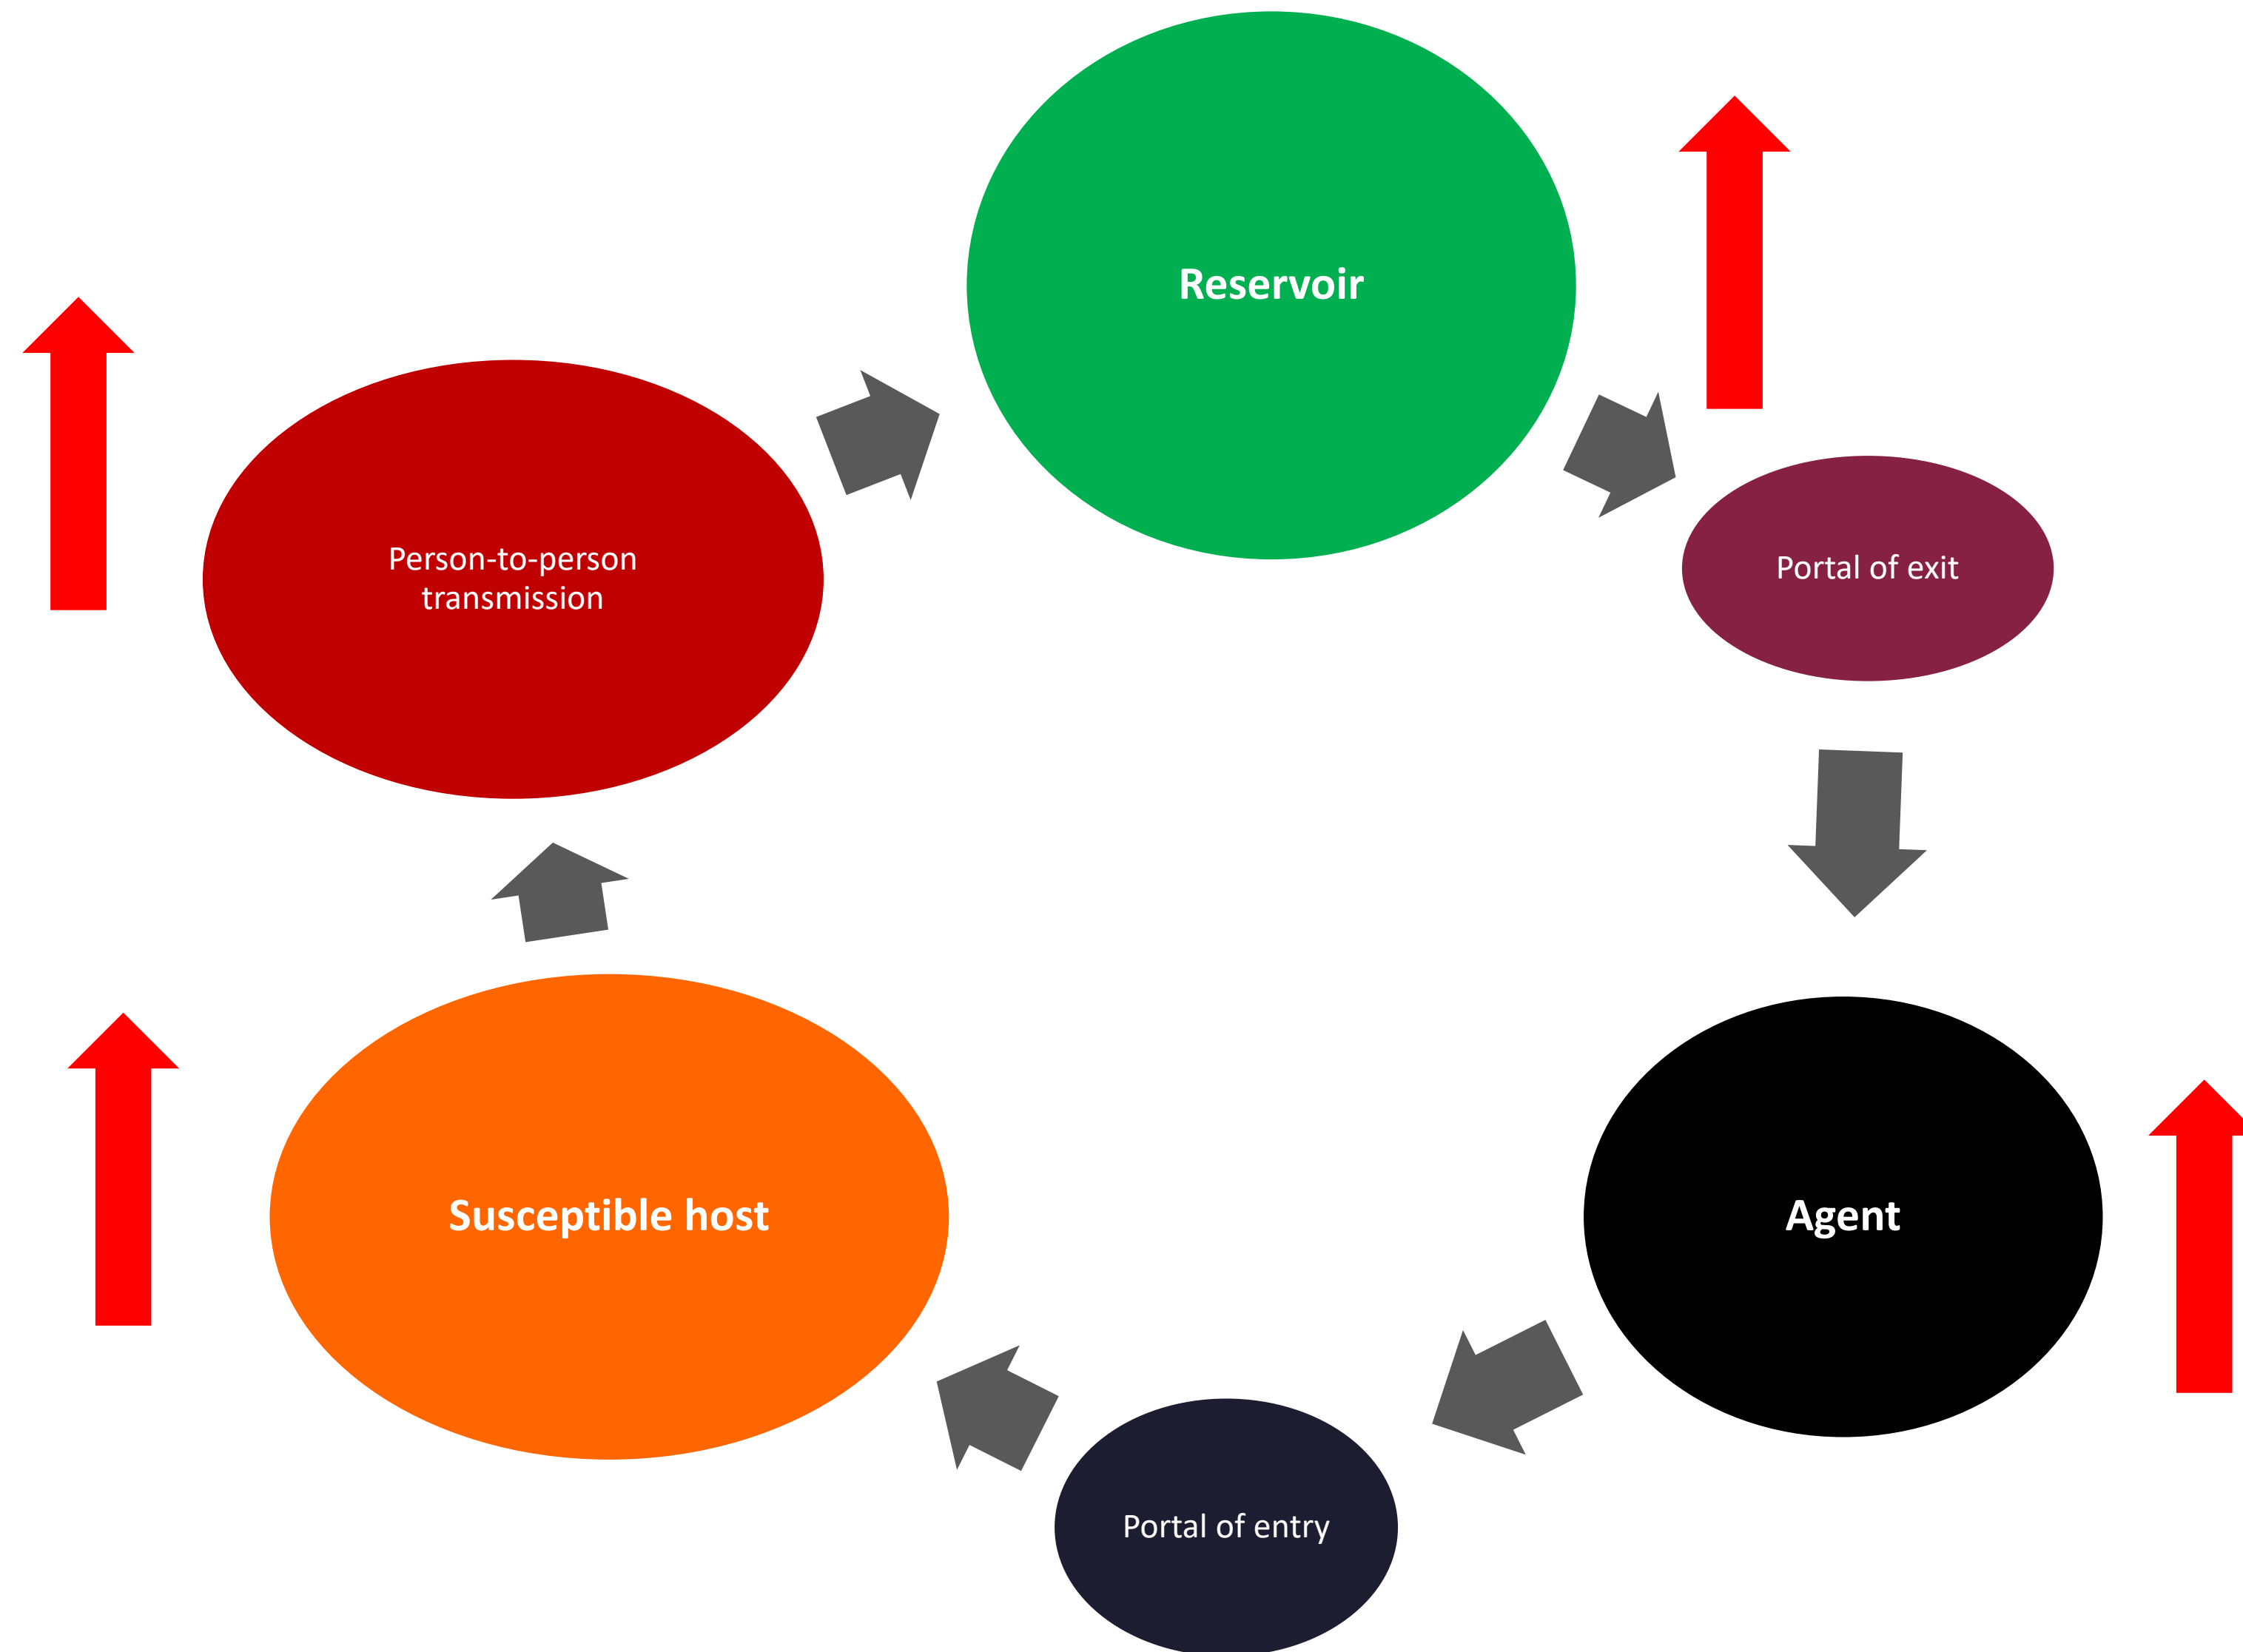 Reservoir
Portal of exit
Agent
Portal of entry
Susceptible host
Person-to-person
transmission